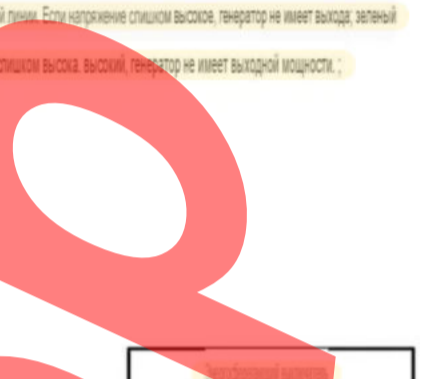 й линии. Если напряжение слишком высокое, генератор не имеет выхода; зеленый
слишком высока. высокий, генератор не имеет выходной мощности. ;